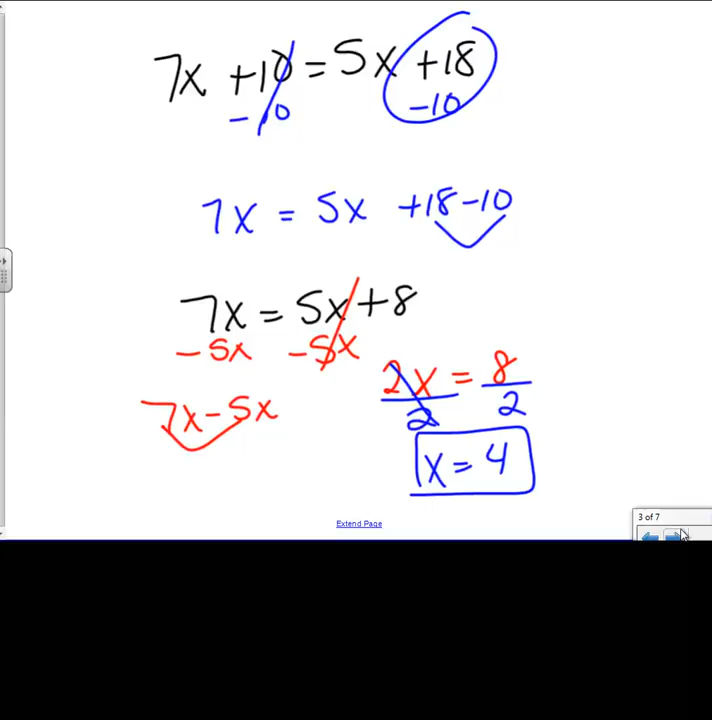 7x +10 = 5x +18
-10 -10
7x = 5x +18-10
7x = 5x +8
-5x -5x
7x-5x
2x = 8
2 2
x = 4
Extend Page
3 of 7